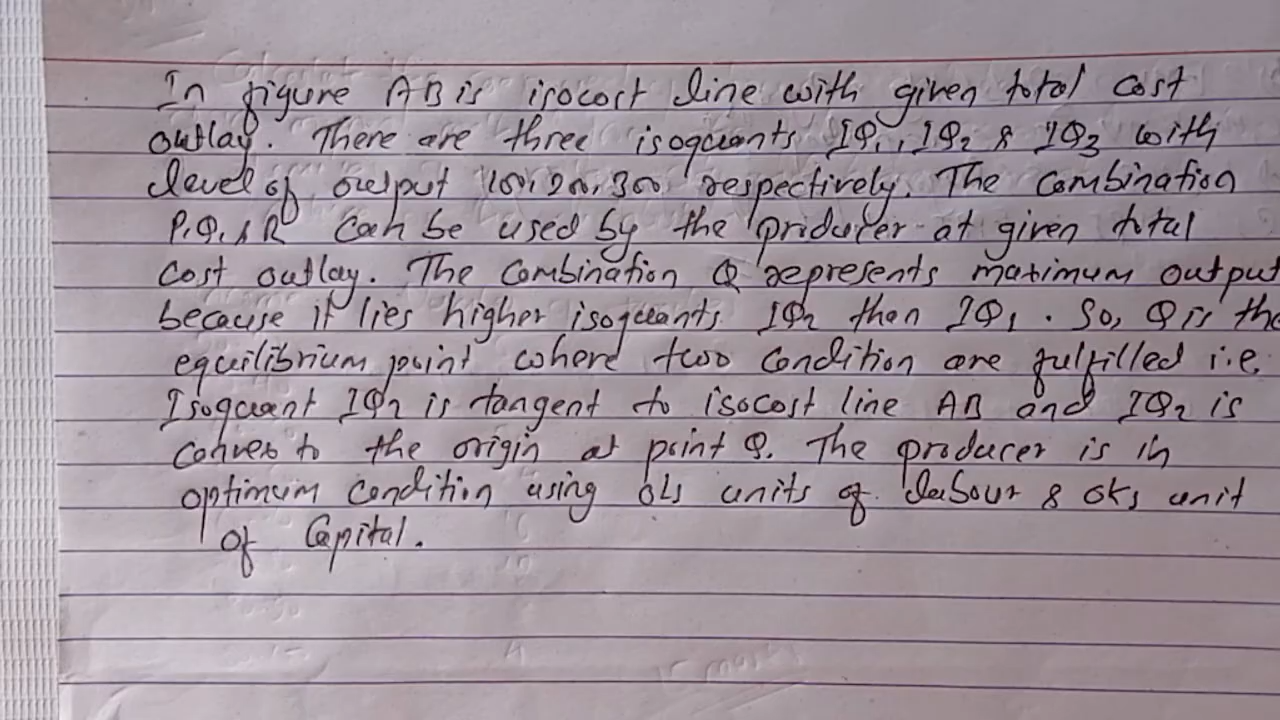 In figure AB is isocost line with given total cost
outlay. There are three isoquants IQ1, IQ2 & IQ3 with
level of output 100, 200, 300 respectively. The combination
P, Q, & R can be used by the priducer at given total
cost outlay. The combination Q represents maximum output
because it lies higher isoquants IQ2 than IQ1. So, Q is the
equilibrium point where two condition are fulfilled i.e.
Isoquant IQ2 is tangent to isocost line AB and IQ2 is
convex to the origin at point Q. The producer is in
optimum condition using OLs units of labour & OKs unit
of Capital.